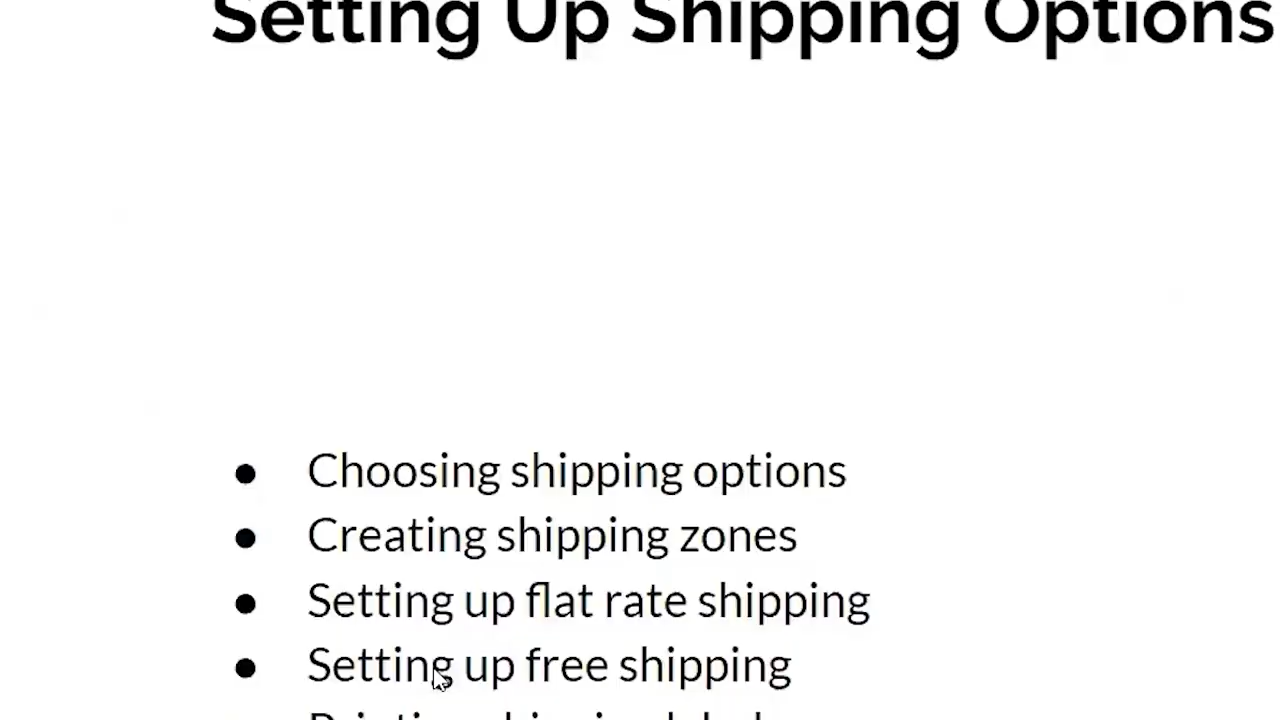 Setting Up Shipping Options
● Choosing shipping options
● Creating shipping zones
● Setting up flat rate shipping
● Setting up free shipping